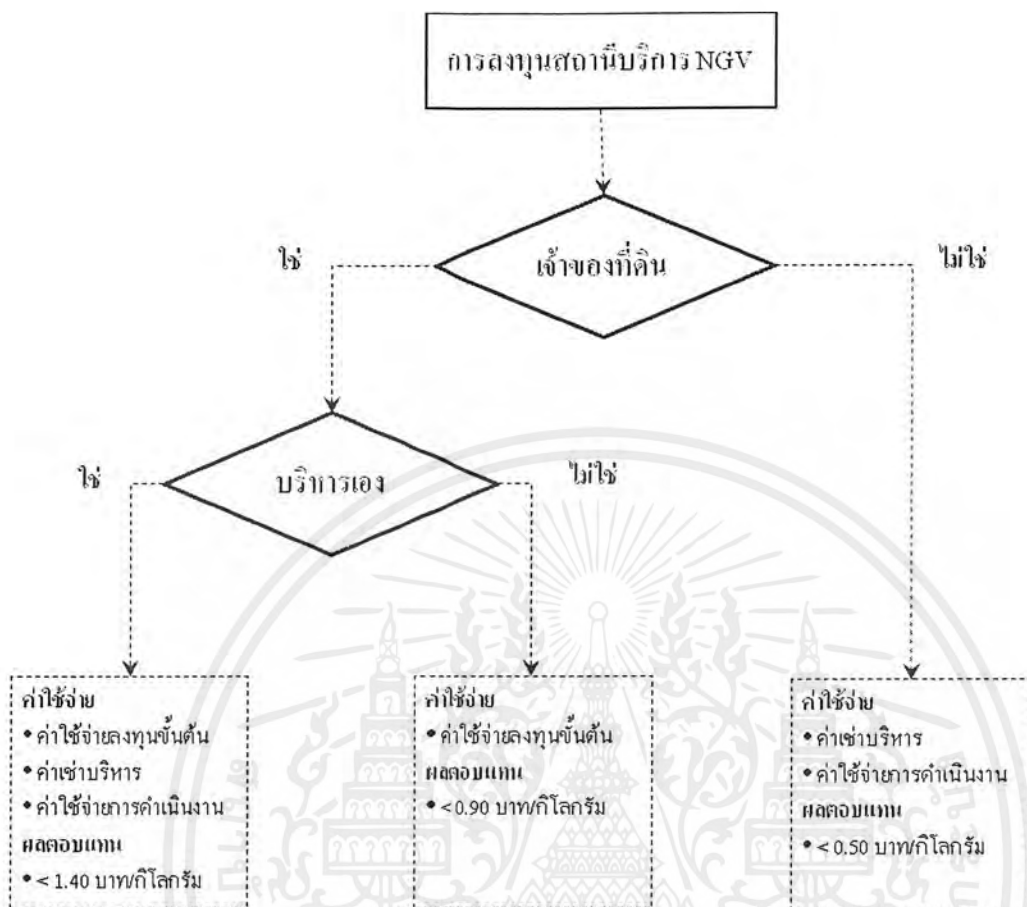 การลงทุนสถานีบริการ NGV
เจ้าของที่ดิน
ใช่
ไม่ใช่
บริหารเอง
ใช่
ไม่ใช่
ค่าใช้จ่าย
• ค่าใช้จ่ายลงทุนขั้นต้น
• ค่าเช่าบริหาร
• ค่าใช้จ่ายการดำเนินงาน
ผลตอบแทน
• < 1.40 บาท/กิโลกรัม
ค่าใช้จ่าย
• ค่าใช้จ่ายลงทุนขั้นต้น
ผลตอบแทน
• <0.90 บาท/กิโลกรัม
ค่าใช้จ่าย
• ค่าเช่าบริหาร
• ค่าใช้จ่ายการดำเนินงาน
ผลตอบแทน
• < 0.50 บาท/กิโลกรัม